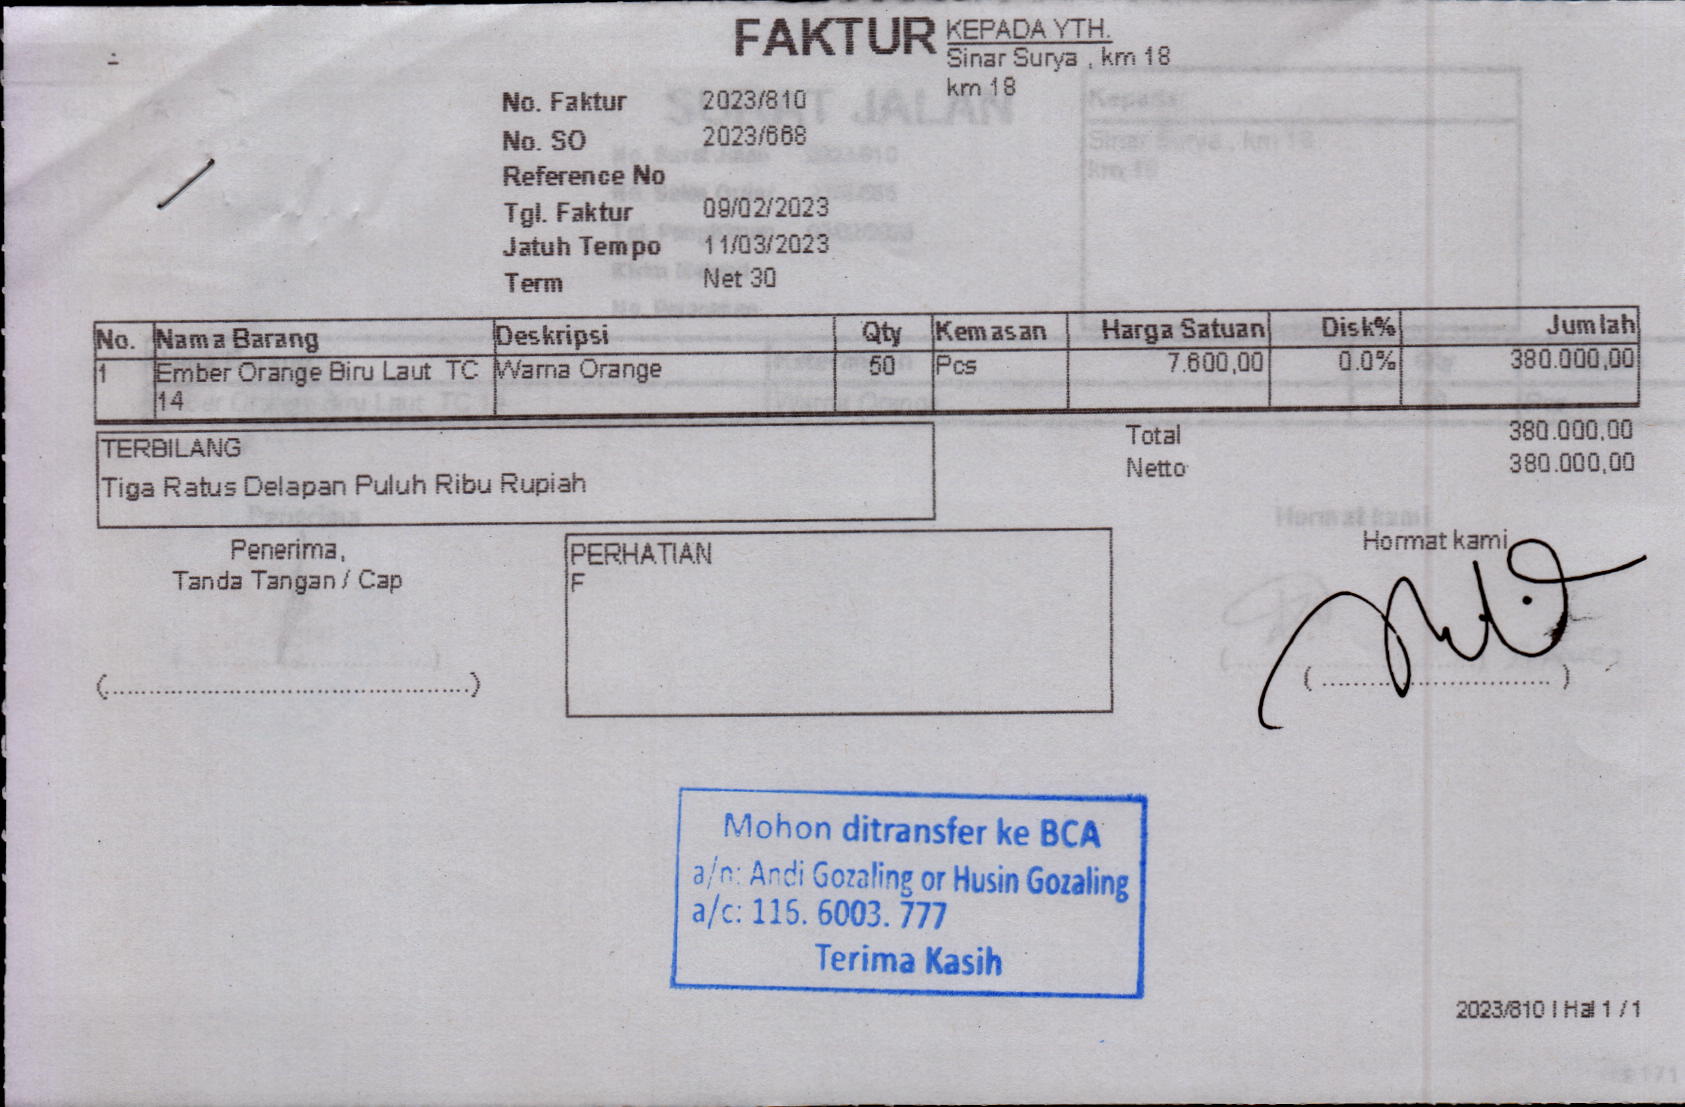 FAKTUR
KEPADA YTH.
Sinar Surya , km 18
km 18
No. Faktur 2023/810
No. SO 2023/668
Reference No
Tgl. Faktur 09/02/2023
Jatuh Tempo 11/03/2023
Term Net 30
No. Nama Barang Deskripsi Qty Kemasan Harga Satuan Disk% Jumlah
1 Ember Orange Biru Laut TC Warna Orange 50 Pcs 7.600,00 0.0% 380.000,00
14
TERBILANG
Tiga Ratus Delapan Puluh Ribu Rupiah
Total 380.000,00
Netto 380.000,00
Penerima,
Tanda Tangan / Cap
(............................................................)
PERHATIAN
F
Hormat kami
( .................................... )
Mohon ditransfer ke BCA
a/n: Andi Gozaling or Husin Gozaling
a/c: 115. 6003. 777
Terima Kasih
2023/810 | Hal 1 / 1